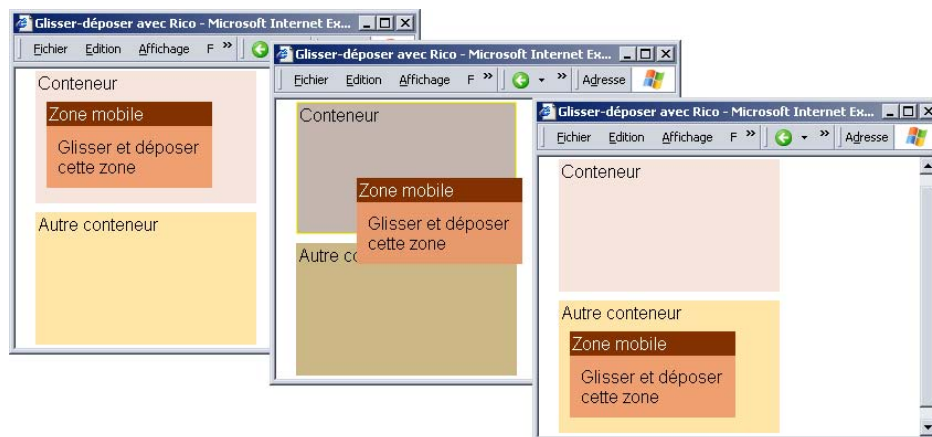 Glisser-déposer avec Rico - Microsoft Internet Ex...
Fichier Edition Affichage F »
Conteneur
Zone mobile
Glisser et déposer
cette zone
Autre conteneur
Glisser-déposer avec Rico - Microsoft Internet Ex...
Fichier Edition Affichage F » » Adresse
Conteneur
Zone mobile
Glisser et déposer
cette zone
Autre co
Glisser-déposer avec Rico - Microsoft Internet Ex...
Fichier Edition Affichage F » » Adresse
Conteneur
Autre conteneur
Zone mobile
Glisser et déposer
cette zone